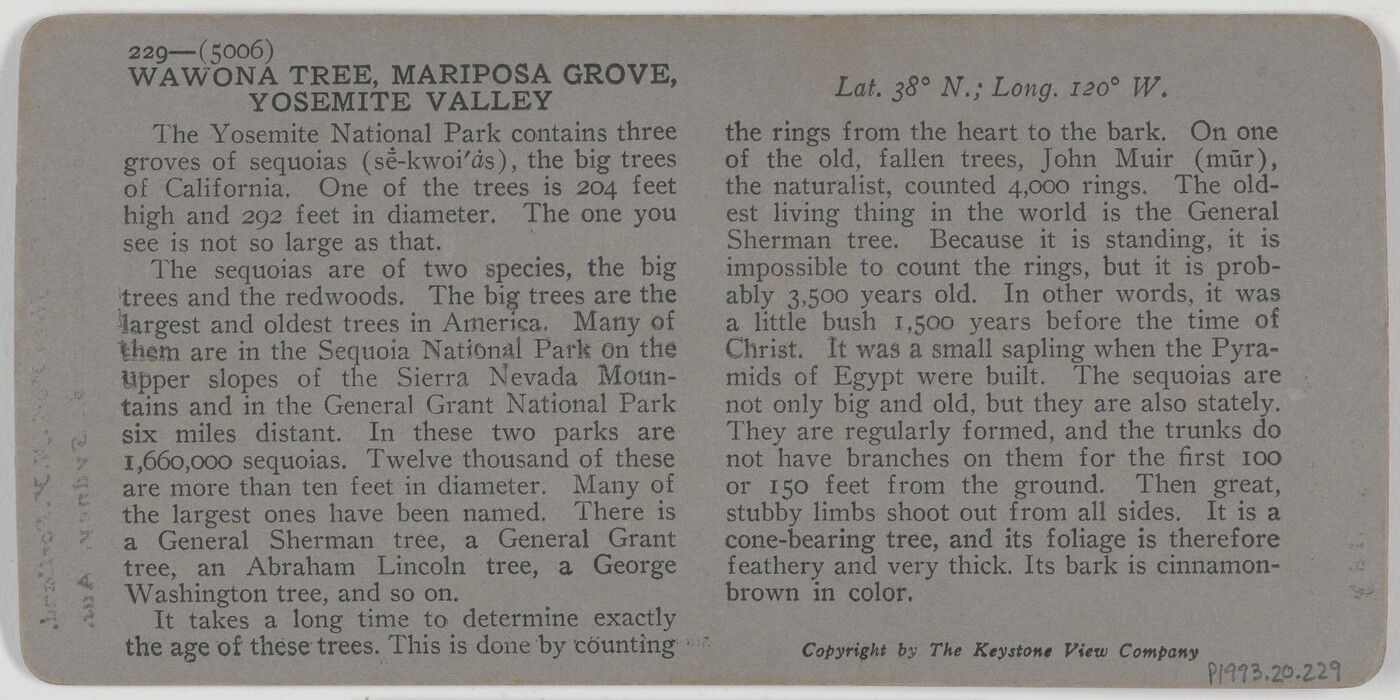 229—(5006)
WAWONA TREE, MARIPOSA GROVE,
YOSEMITE VALLEY
The Yosemite National Park contains three
groves of sequoias (sē-kwoi′ȧs), the big trees
of California. One of the trees is 204 feet
high and 292 feet in diameter. The one you
see is not so large as that.
The sequoias are of two species, the big
trees and the redwoods. The big trees are the
largest and oldest trees in America. Many of
them are in the Sequoia National Park on the
upper slopes of the Sierra Nevada Moun-
tains and in the General Grant National Park
six miles distant. In these two parks are
1,660,000 sequoias. Twelve thousand of these
are more than ten feet in diameter. Many of
the largest ones have been named. There is
a General Sherman tree, a General Grant
tree, an Abraham Lincoln tree, a George
Washington tree, and so on.
It takes a long time to determine exactly
the age of these trees. This is done by counting
Lat. 38° N.; Long. 120° W.
the rings from the heart to the bark. On one
of the old, fallen trees, John Muir (mūr),
the naturalist, counted 4,000 rings. The old-
est living thing in the world is the General
Sherman tree. Because it is standing, it is
impossible to count the rings, but it is prob-
ably 3,500 years old. In other words, it was
a little bush 1,500 years before the time of
Christ. It was a small sapling when the Pyra-
mids of Egypt were built. The sequoias are
not only big and old, but they are also stately.
They are regularly formed, and the trunks do
not have branches on them for the first 100
or 150 feet from the ground. Then great,
stubby limbs shoot out from all sides. It is a
cone-bearing tree, and its foliage is therefore
feathery and very thick. Its bark is cinnamon-
brown in color.
Copyright by The Keystone View Company
P1993.20.229